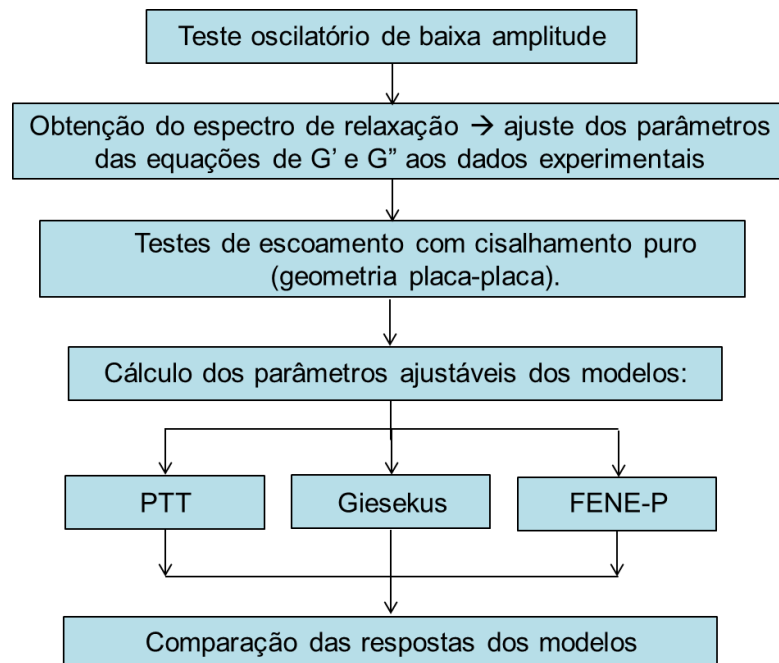 Teste oscilatório de baixa amplitude
Obtenção do espectro de relaxação → ajuste dos parâmetros
das equações de G’ e G” aos dados experimentais
Testes de escoamento com cisalhamento puro
(geometria placa-placa).
Cálculo dos parâmetros ajustáveis dos modelos:
PTT
Giesekus
FENE-P
Comparação das respostas dos modelos